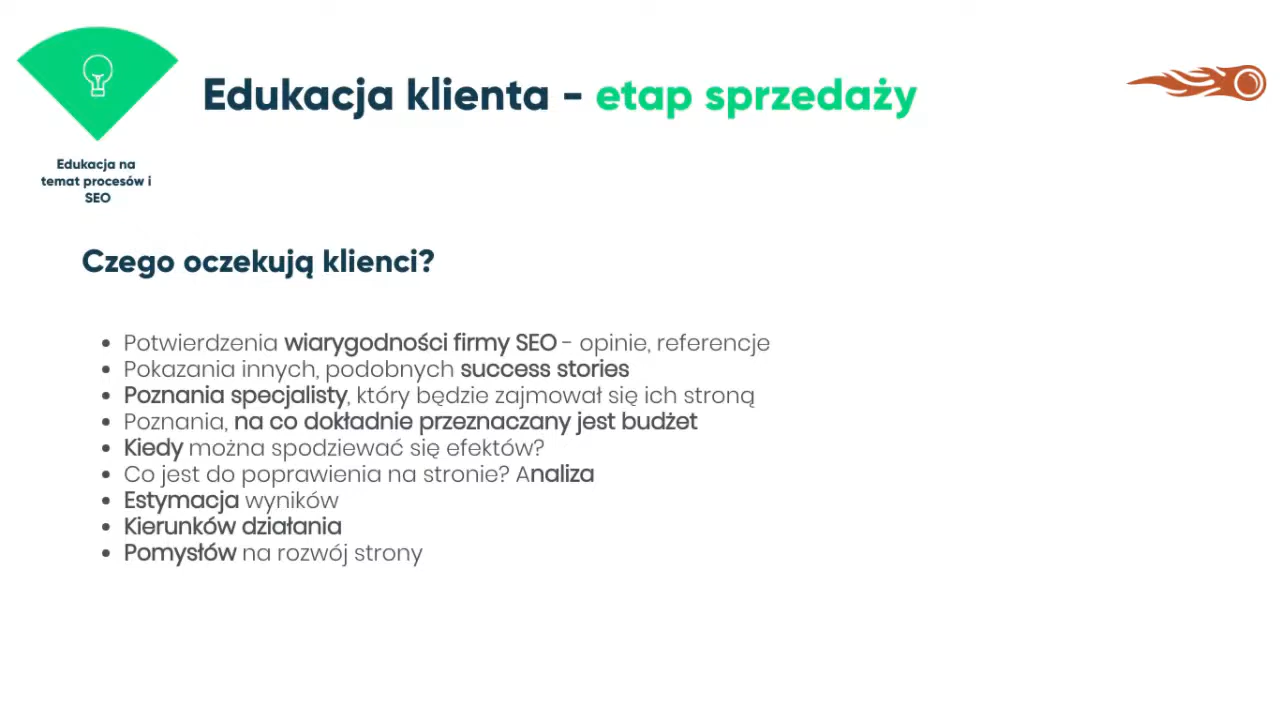 Edukacja klienta - etap sprzedaży
Edukacja na
temat procesów i
SEO
Czego oczekują klienci?
• Potwierdzenia wiarygodności firmy SEO - opinie, referencje
• Pokazania innych, podobnych success stories
• Poznania specjalisty, który będzie zajmował się ich stroną
• Poznania, na co dokładnie przeznaczany jest budżet
• Kiedy można spodziewać się efektów?
• Co jest do poprawienia na stronie? Analiza
• Estymacja wyników
• Kierunków działania
• Pomysłów na rozwój strony